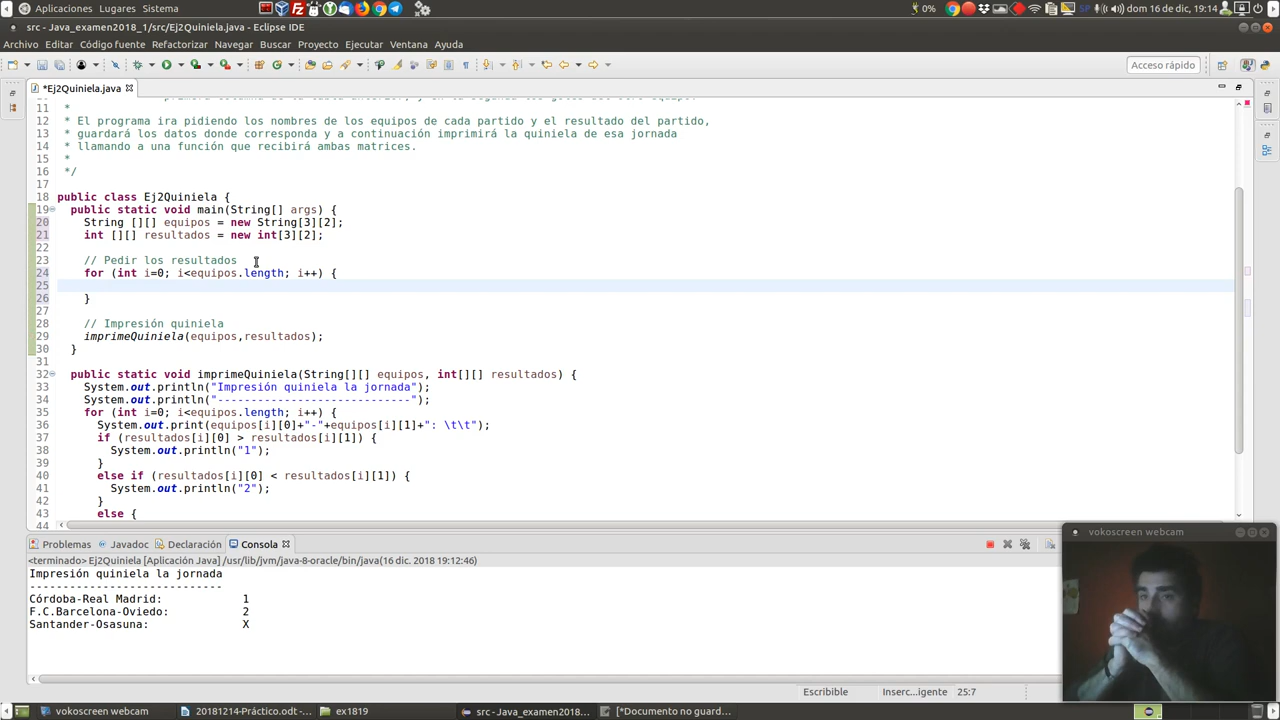 Aplicaciones Lugares Sistema
0% SP dom 16 de dic, 19:14
src - Java_examen2018_1/src/Ej2Quiniela.java - Eclipse IDE
Archivo Editar Código fuente Refactorizar Navegar Buscar Proyecto Ejecutar Ventana Ayuda
Acceso rápido
*Ej2Quiniela.java
11 *
12 * El programa ira pidiendo los nombres de los equipos de cada partido y el resultado del partido,
13 * guardará los datos donde corresponda y a continuación imprimirá la quiniela de esa jornada
14 * llamando a una función que recibirá ambas matrices.
15 *
16 */
17
18 public class Ej2Quiniela {
19 public static void main(String[] args) {
20 String [][] equipos = new String[3][2];
21 int [][] resultados = new int[3][2];
22
23 // Pedir los resultados
24 for (int i=0; i<equipos.length; i++) {
25
26 }
27
28 // Impresión quiniela
29 imprimeQuiniela(equipos,resultados);
30 }
31
32 public static void imprimeQuiniela(String[][] equipos, int[][] resultados) {
33 System.out.println("Impresión quiniela la jornada");
34 System.out.println("----------------------------");
35 for (int i=0; i<equipos.length; i++) {
36 System.out.print(equipos[i][0]+"-"+equipos[i][1]+": \t\t");
37 if (resultados[i][0] > resultados[i][1]) {
38 System.out.println("1");
39 }
40 else if (resultados[i][0] < resultados[i][1]) {
41 System.out.println("2");
42 }
43 else {
44
Problemas Javadoc Declaración Consola
<terminado> Ej2Quiniela [Aplicación Java] /usr/lib/jvm/java-8-oracle/bin/java(16 dic. 2018 19:12:46)
Impresión quiniela la jornada
----------------------------
Córdoba-Real Madrid: 1
F.C.Barcelona-Oviedo: 2
Santander-Osasuna: X
vokoscreen webcam
Escribible Inserc...igente 25:7
vokoscreen webcam 20181214-Práctico.odt -... ex1819 src - Java_examen2018... [*Documento no guard...